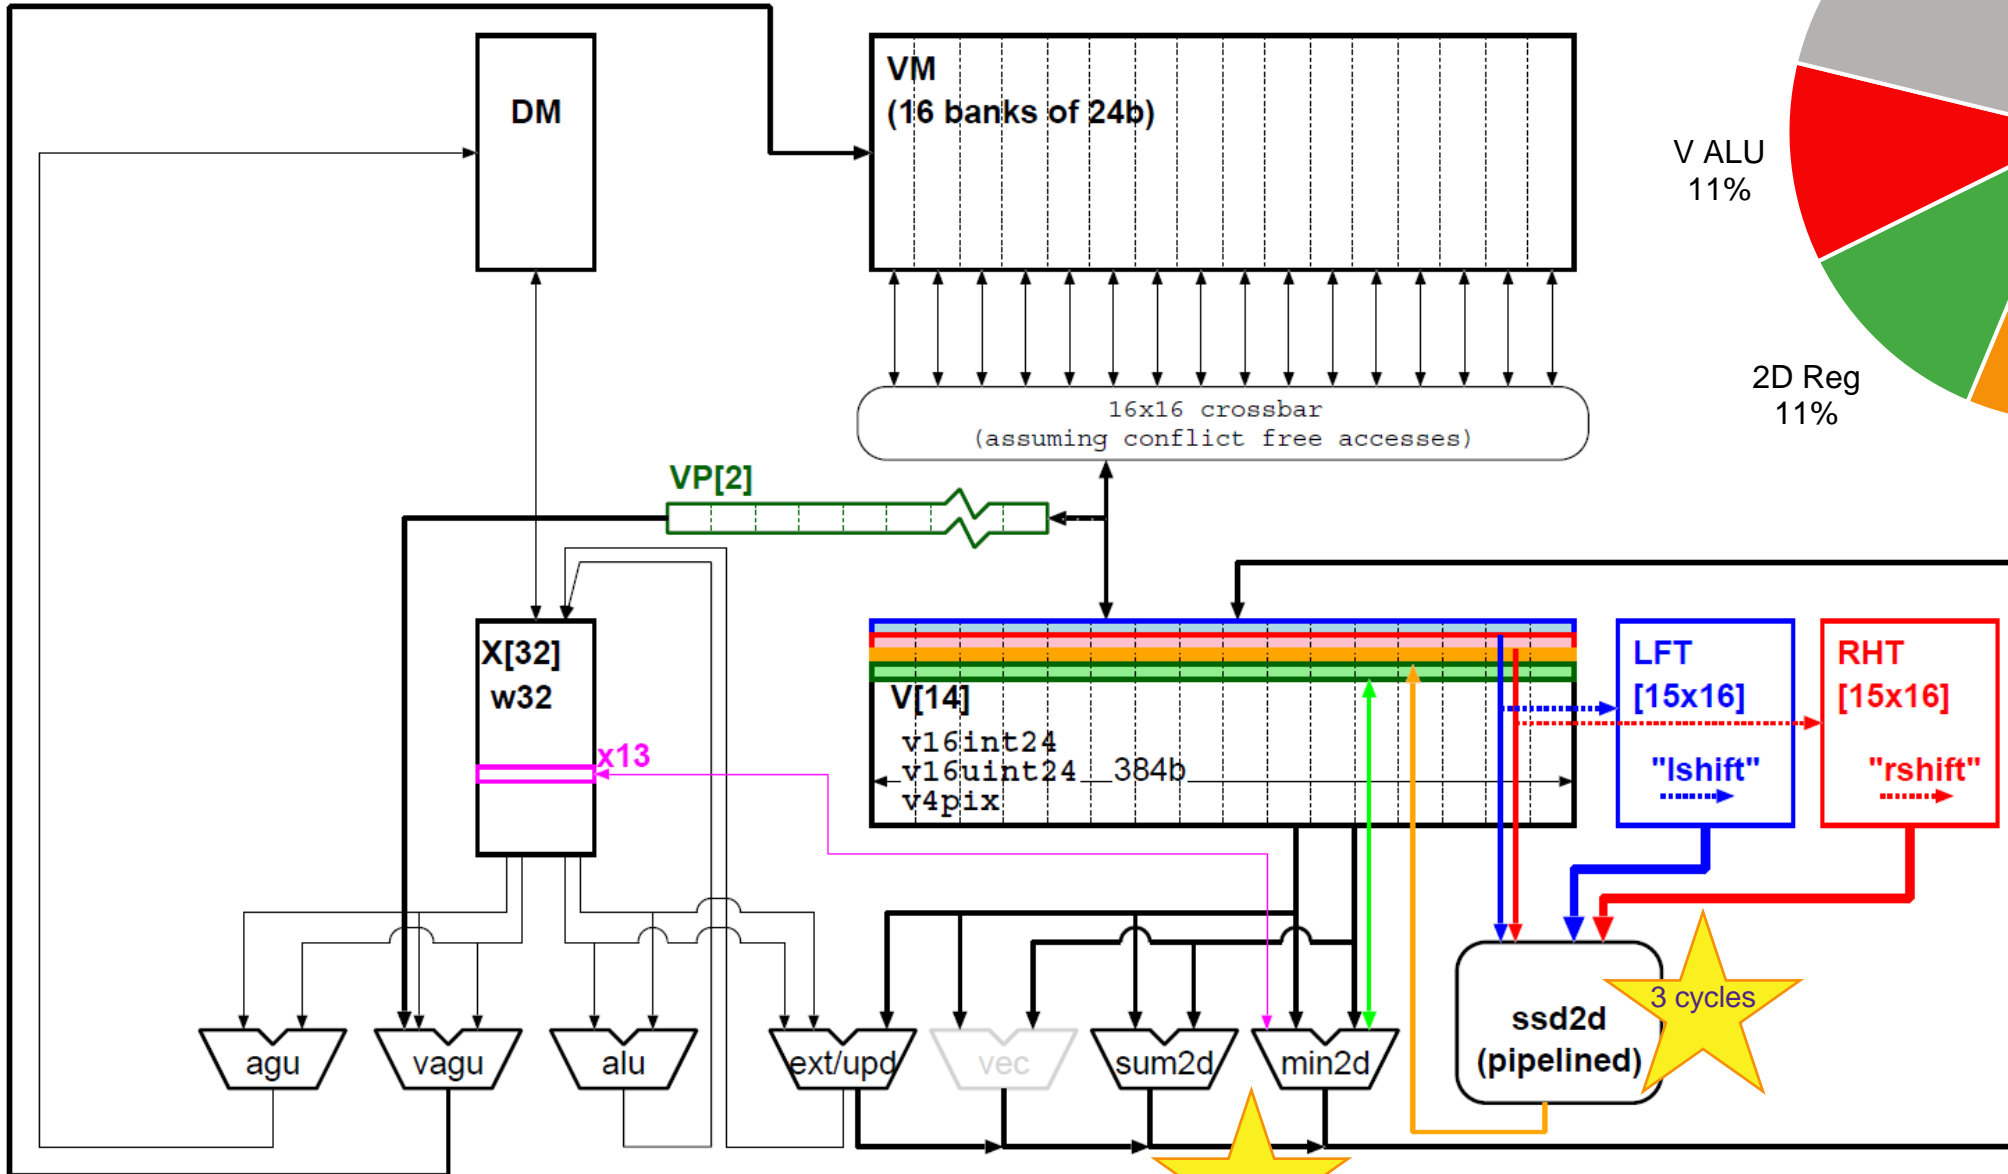 DM
VM
(16 banks of 24b)
V ALU
11%
2D Reg
11%
16x16 crossbar
(assuming conflict free accesses)
VP[2]
X[32]
w32
x13
V[14]
v16int24
v16uint24
384b
v4pix
LFT
[15x16]
"lshift"
RHT
[15x16]
"rshift"
3 cycles
ssd2d
(pipelined)
agu
vagu
alu
ext/upd
vec
sum2d
min2d